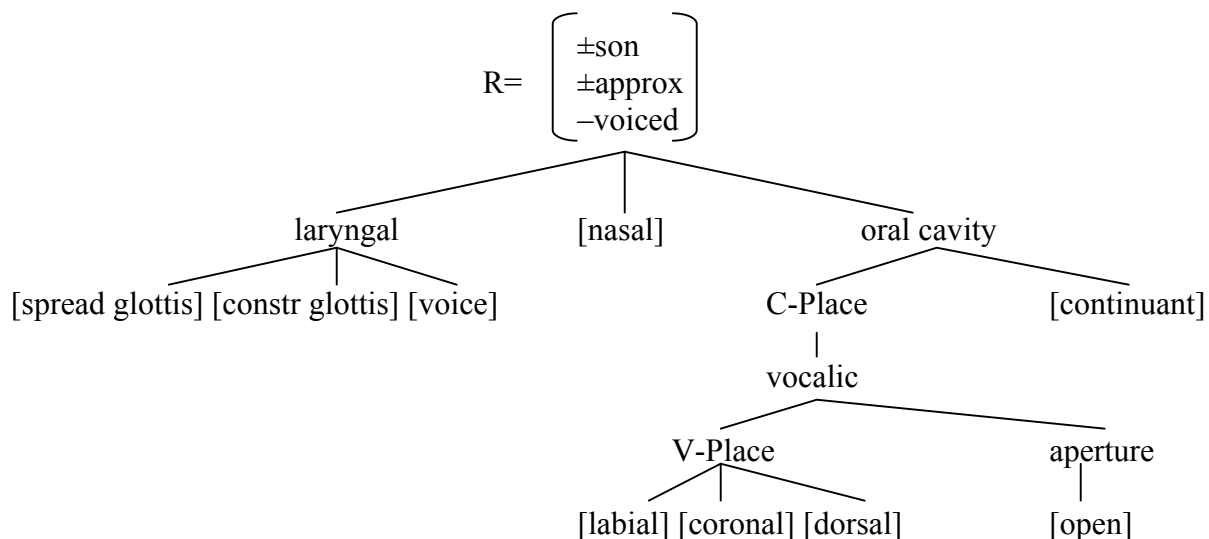 ±son
R= ±approx
–voiced
laryngal [nasal] oral cavity
[spread glottis] [constr glottis] [voice] C-Place [continuant]
vocalic
V-Place aperture
[labial] [coronal] [dorsal] [open]